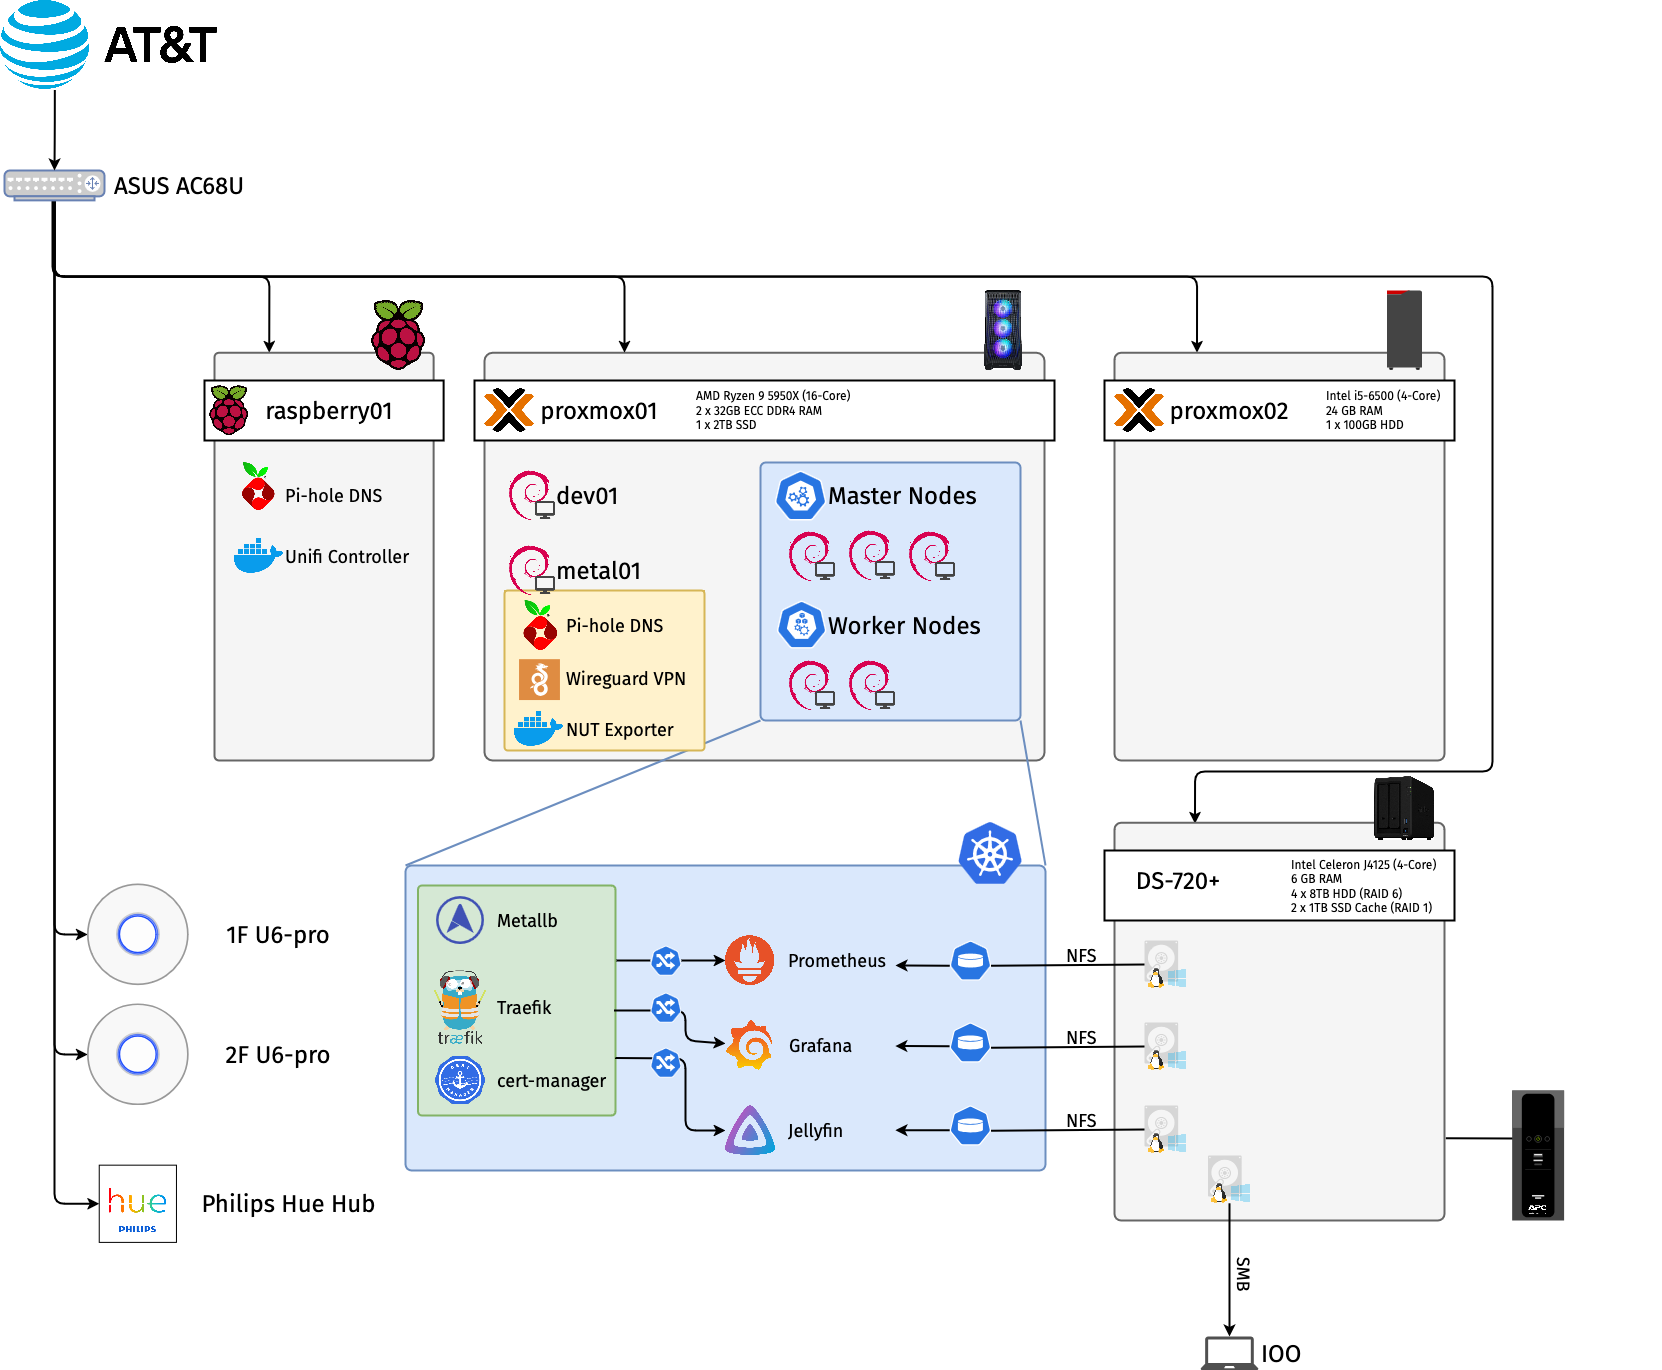 AT&T
ASUS AC68U
raspberry01
Pi-hole DNS
Unifi Controller
proxmox01
AMD Ryzen 9 5950X (16-Core)
2 x 32GB ECC DDR4 RAM
1 x 2TB SSD
dev01
metal01
Pi-hole DNS
Wireguard VPN
NUT Exporter
Master Nodes
Worker Nodes
proxmox02
Intel i5-6500 (4-Core)
24 GB RAM
1 x 100GB HDD
DS-720+
Intel Celeron J4125 (4-Core)
6 GB RAM
4 x 8TB HDD (RAID 6)
2 x 1TB SSD Cache (RAID 1)
1F U6-pro
2F U6-pro
hue
PHILIPS
Philips Hue Hub
Metallb
træfik
Traefik
cert-manager
Prometheus
Grafana
Jellyfin
NFS
NFS
NFS
APC
SMB
IOO